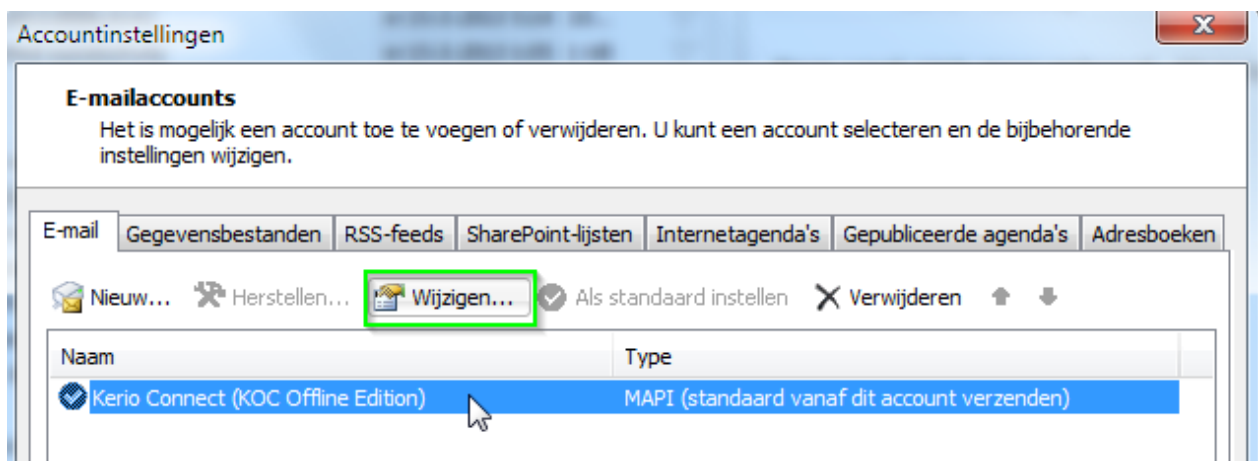 Accountinstellingen
E-mailaccounts
Het is mogelijk een account toe te voegen of verwijderen. U kunt een account selecteren en de bijbehorende
instellingen wijzigen.
E-mail Gegevensbestanden RSS-feeds SharePoint-lijsten Internetagenda's Gepubliceerde agenda's Adresboeken
Nieuw... Herstellen... Wijzigen... Als standaard instellen Verwijderen
Naam Type
Kerio Connect (KOC Offline Edition) MAPI (standaard vanaf dit account verzenden)